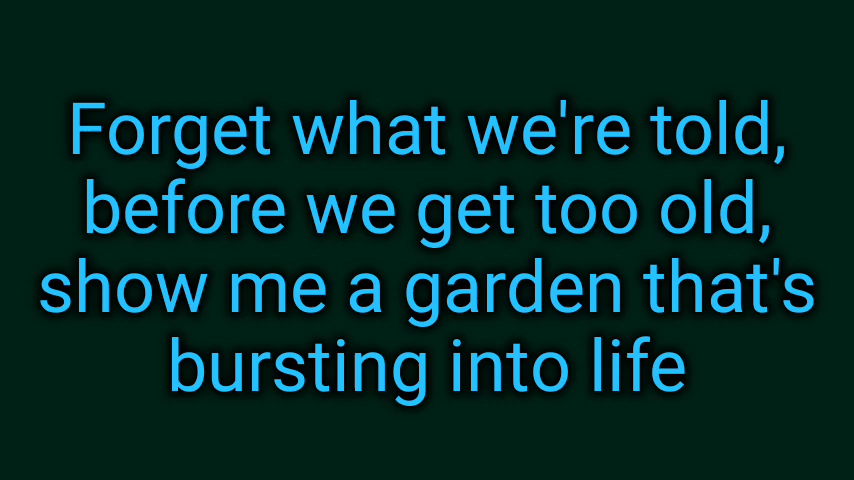 Forget what we're told,
before we get too old,
show me a garden that's
bursting into life